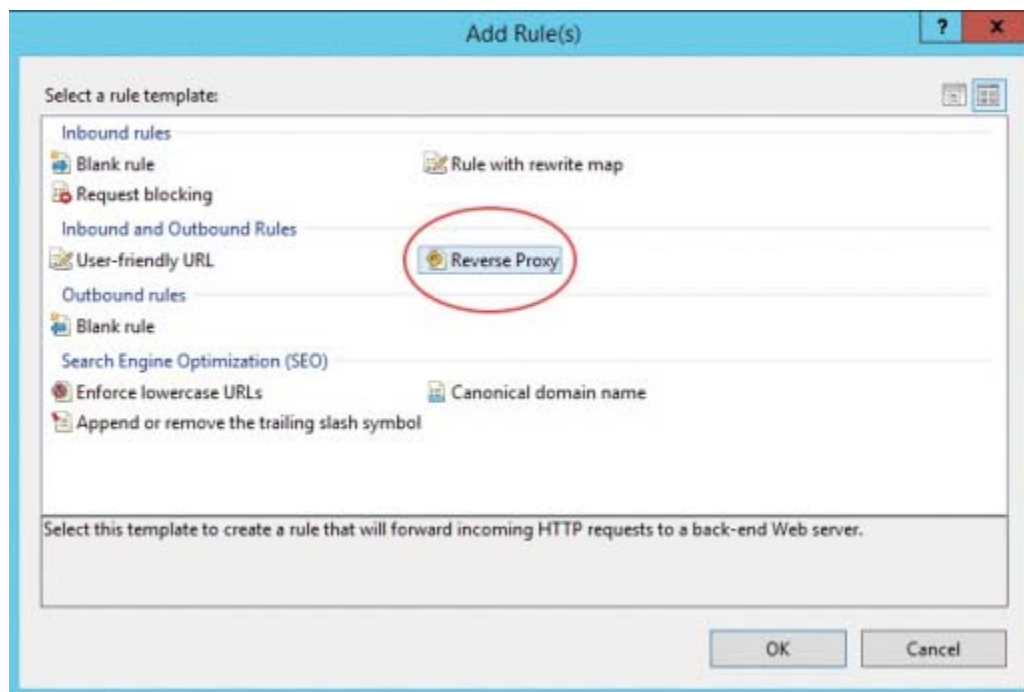 Add Rule(s)
?
x
Select a rule template:
Inbound rules
Blank rule
Rule with rewrite map
Request blocking
Inbound and Outbound Rules
User-friendly URL
Reverse Proxy
Outbound rules
Blank rule
Search Engine Optimization (SEO)
Enforce lowercase URLs
Canonical domain name
Append or remove the trailing slash symbol
Select this template to create a rule that will forward incoming HTTP requests to a back-end Web server.
OK
Cancel